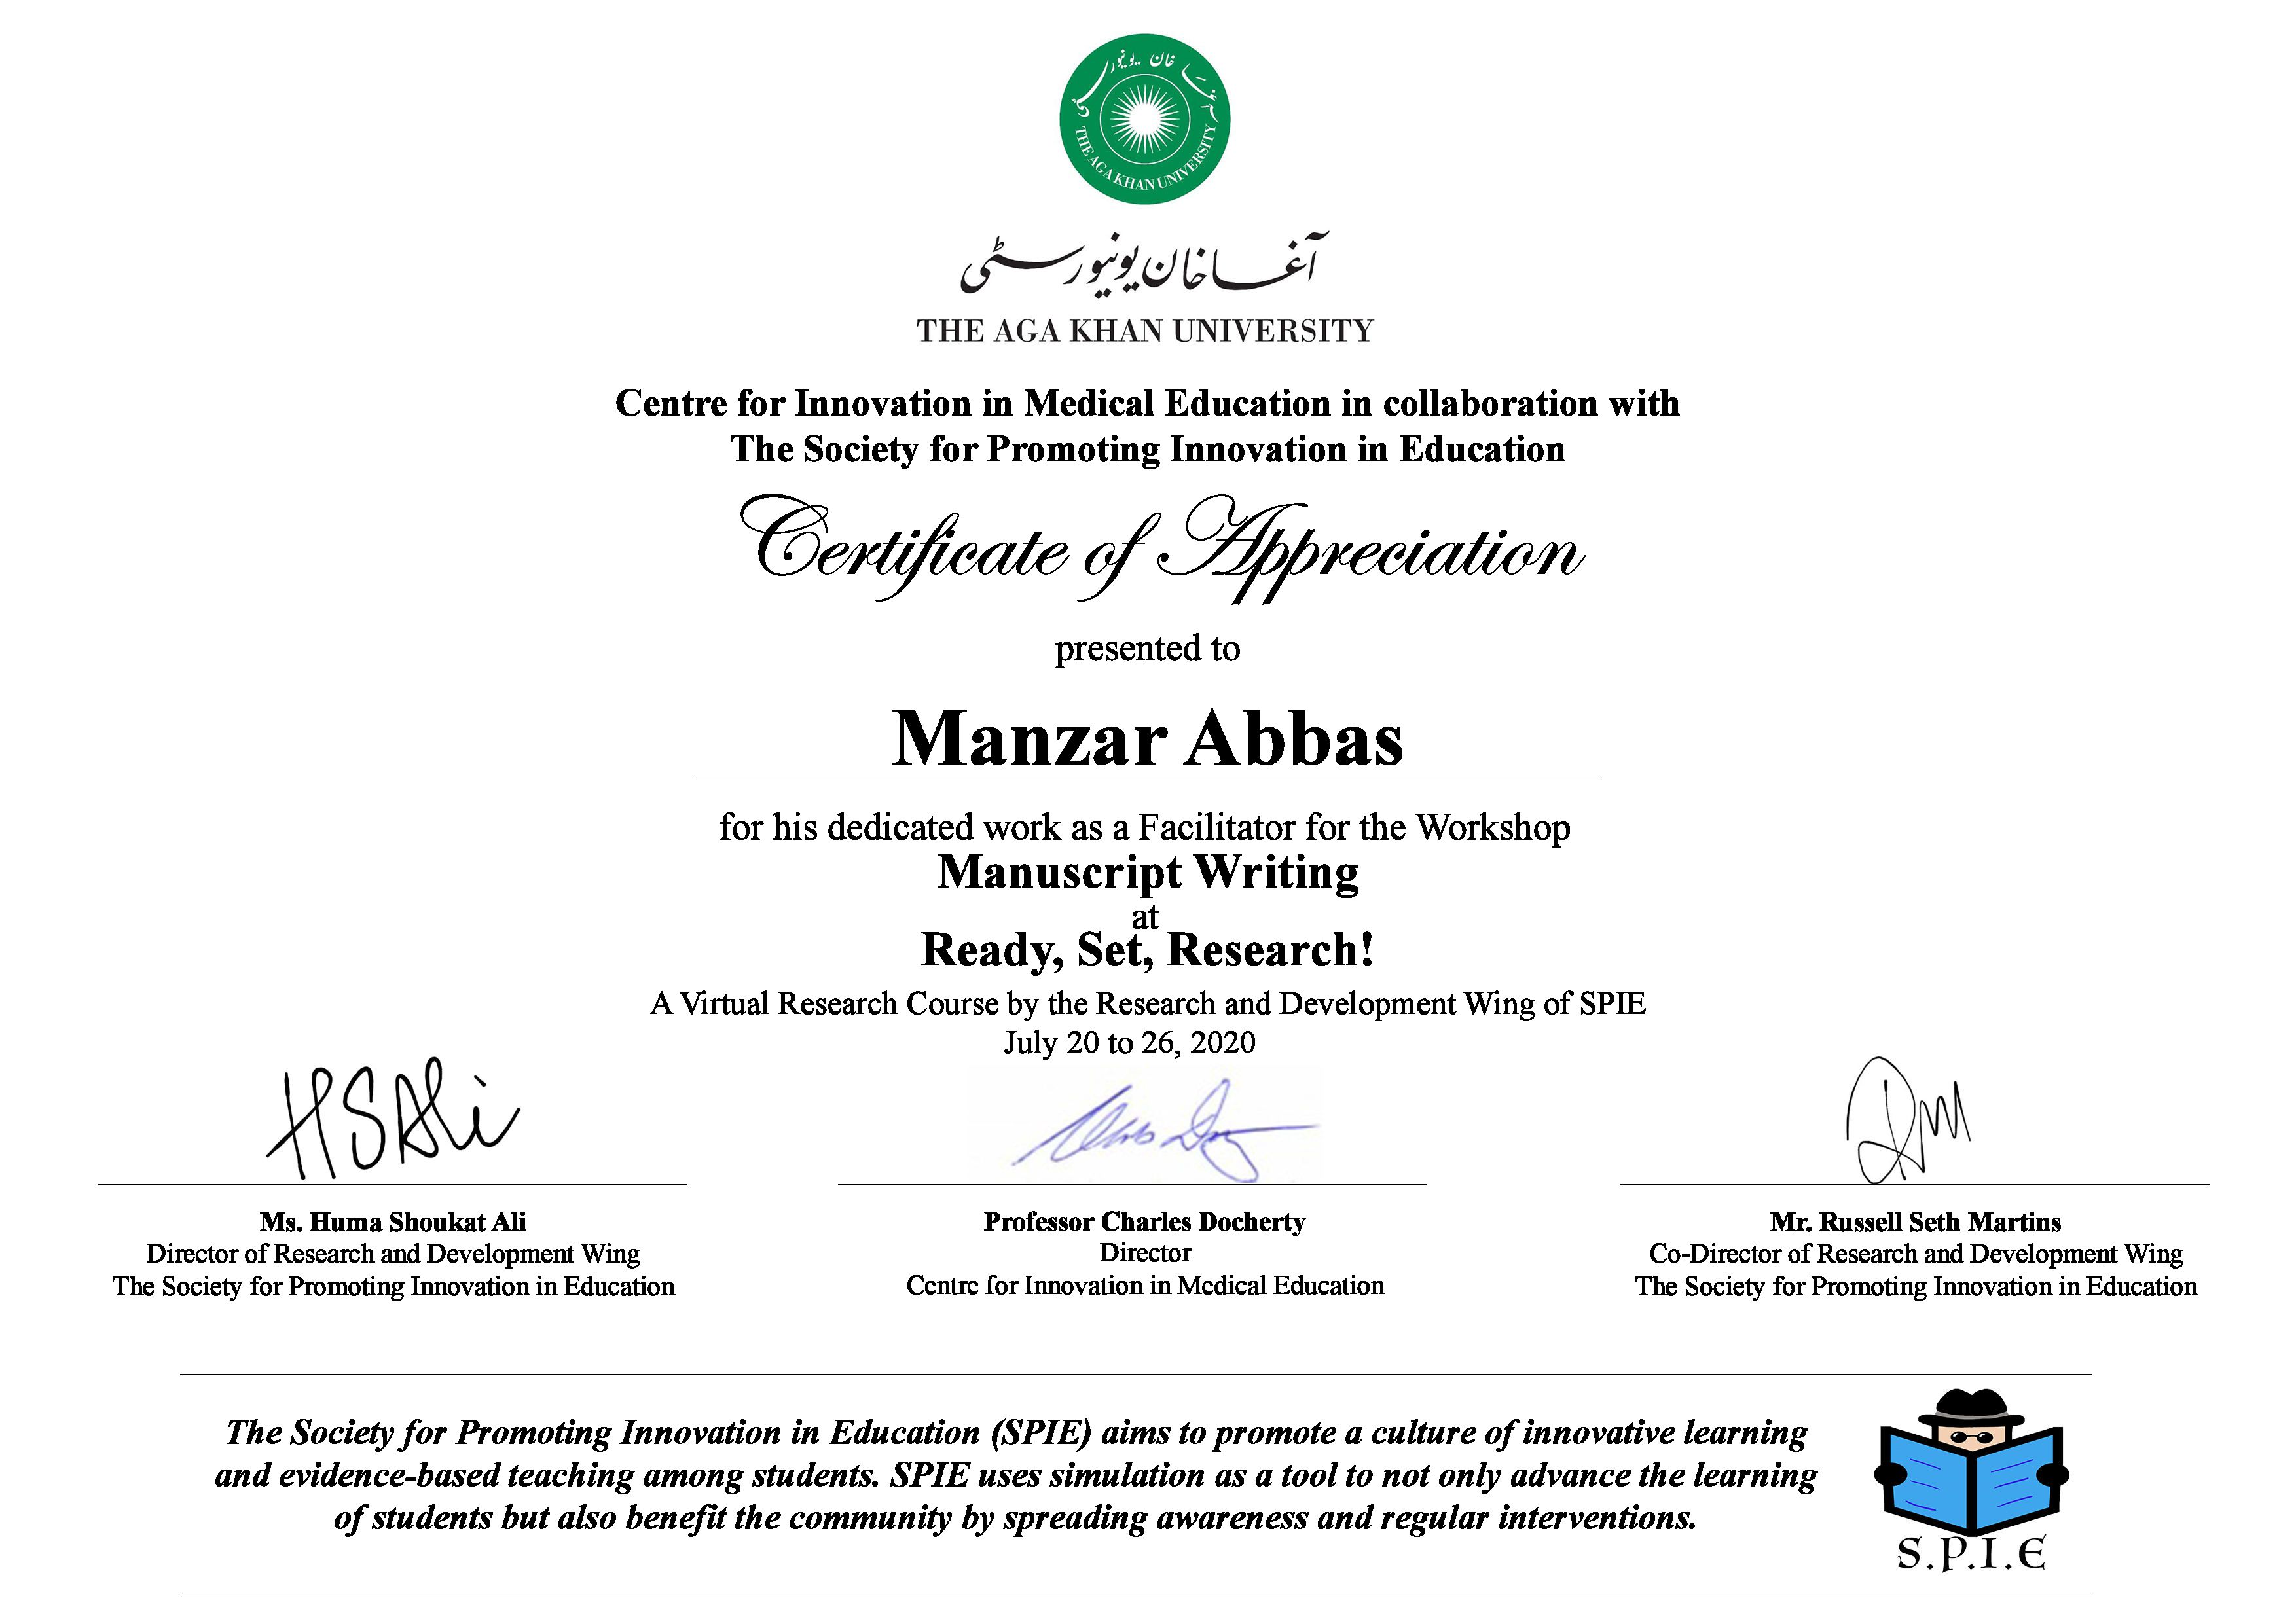 آغا خان یونیورسٹی
THE AGA KHAN UNIVERSITY
آغا خان یونیورسٹی
THE AGA KHAN UNIVERSITY
Centre for Innovation in Medical Education in collaboration with
The Society for Promoting Innovation in Education
Certificate of Appreciation
presented to
Manzar Abbas
for his dedicated work as a Facilitator for the Workshop
Manuscript Writing
at
Ready, Set, Research!
A Virtual Research Course by the Research and Development Wing of SPIE
July 20 to 26, 2020
HSAli
Ms. Huma Shoukat Ali
Director of Research and Development Wing
The Society for Promoting Innovation in Education
Professor Charles Docherty
Director
Centre for Innovation in Medical Education
Mr. Russell Seth Martins
Co-Director of Research and Development Wing
The Society for Promoting Innovation in Education
The Society for Promoting Innovation in Education (SPIE) aims to promote a culture of innovative learning
and evidence-based teaching among students. SPIE uses simulation as a tool to not only advance the learning
of students but also benefit the community by spreading awareness and regular interventions.
S.P.I.E